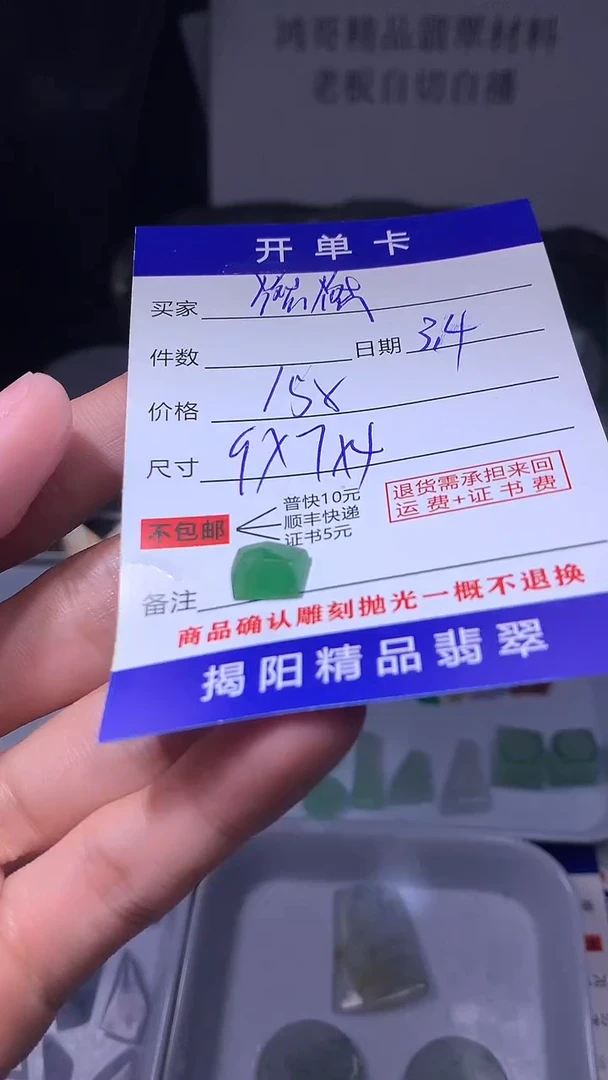 鸿哥精品翡翠材料
老板自切自播
开单卡
买家
件数 日期 3.4
价格 158
尺寸 9X7X4
不包邮
普快10元
顺丰快递
证书5元
退货需承担来回
运费+证书费
备注
商品确认雕刻抛光一概不退换
揭阳精品翡翠